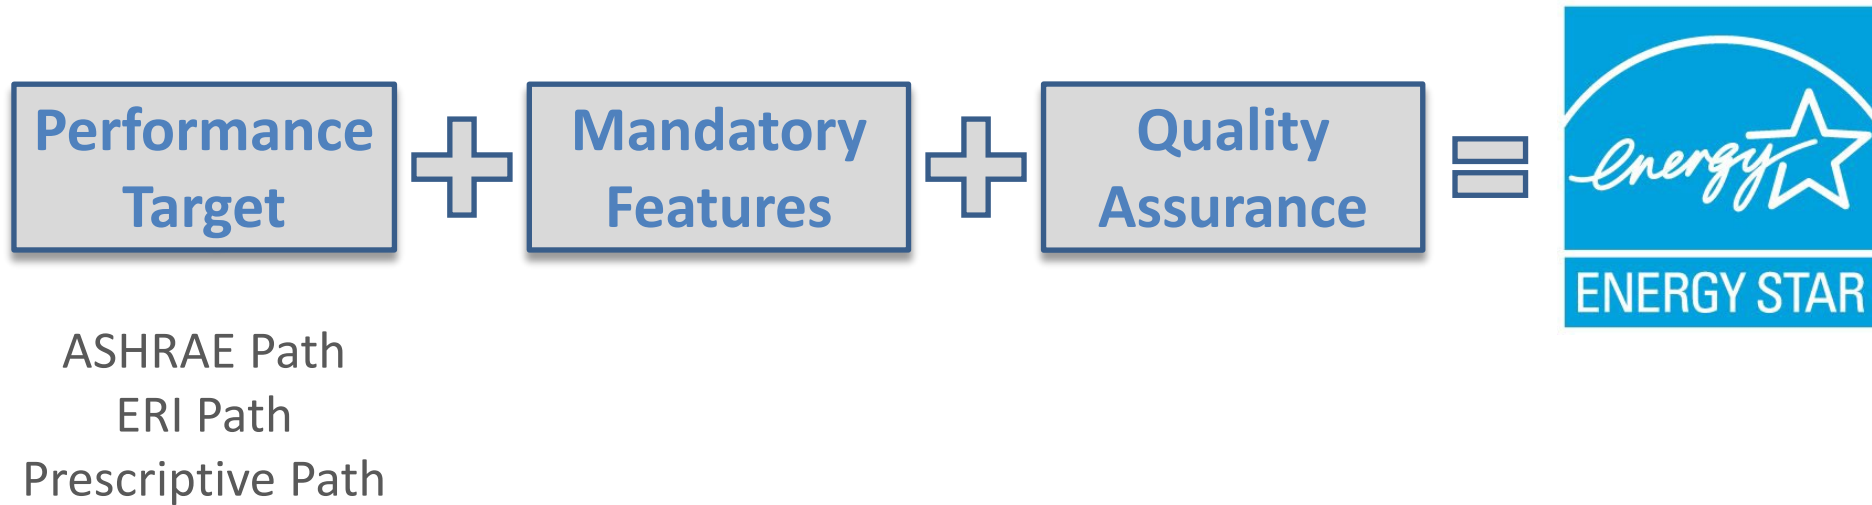 Performance
Target
Mandatory
Features
Quality
Assurance
energy
ENERGY STAR
ASHRAE Path
ERI Path
Prescriptive Path